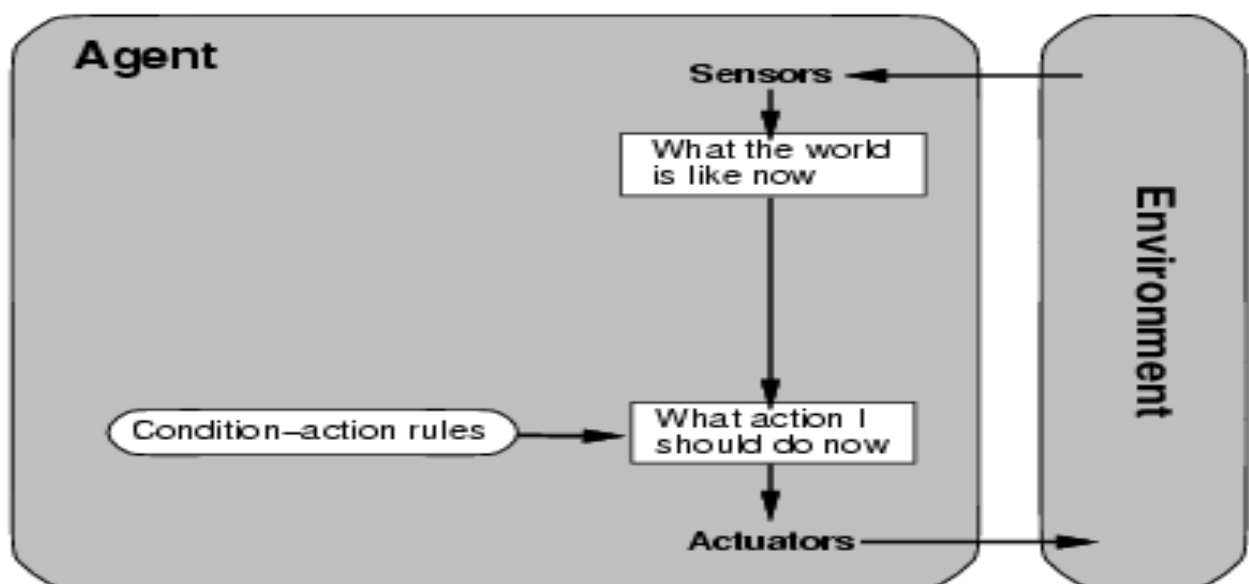 Agent
Sensors
What the world
is like now
Environment
Condition–action rules
What action I
should do now
Actuators